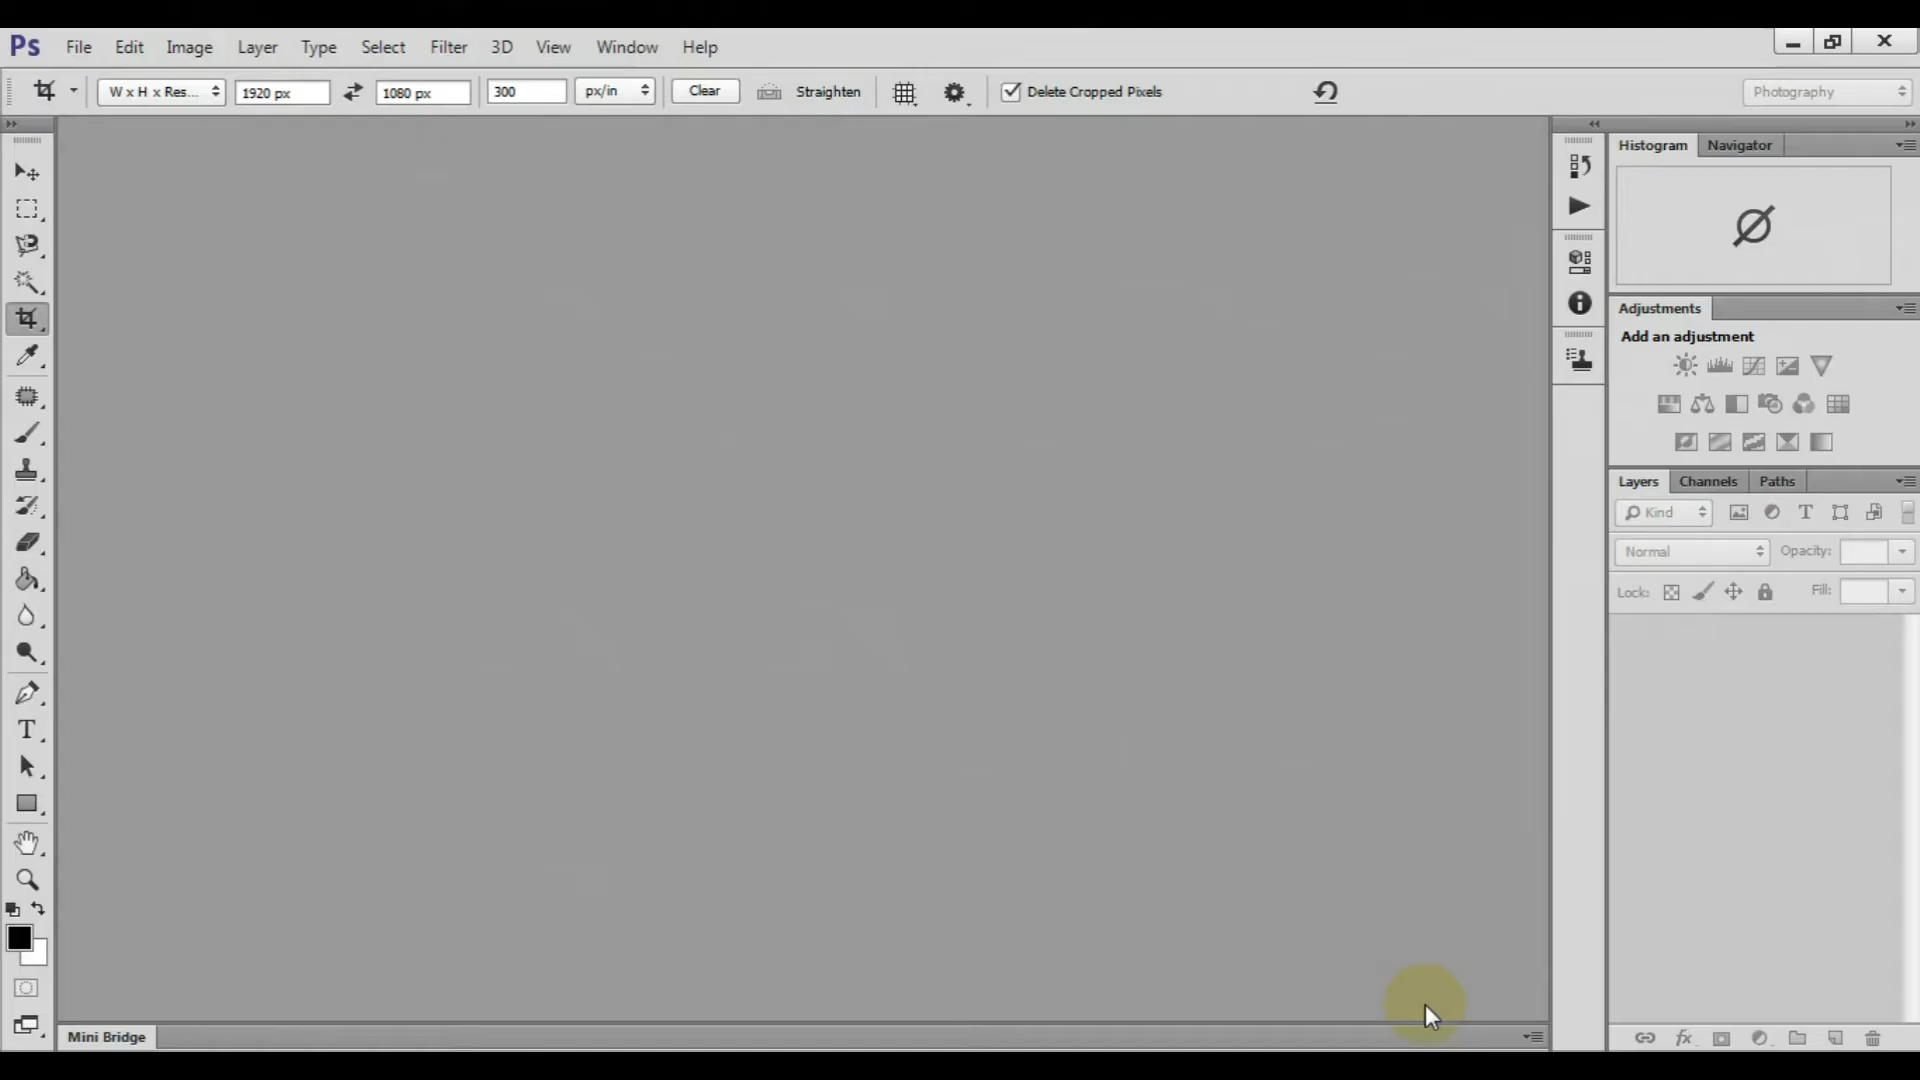 Ps File Edit Image Layer Type Select Filter 3D View Window Help
W x H x Res... 1920 px 1080 px 300 px/in Clear Straighten Delete Cropped Pixels Photography
Histogram Navigator
Adjustments
Add an adjustment
Layers Channels Paths
Kind
Normal Opacity:
Lock: Fill:
T
Mini Bridge
fx